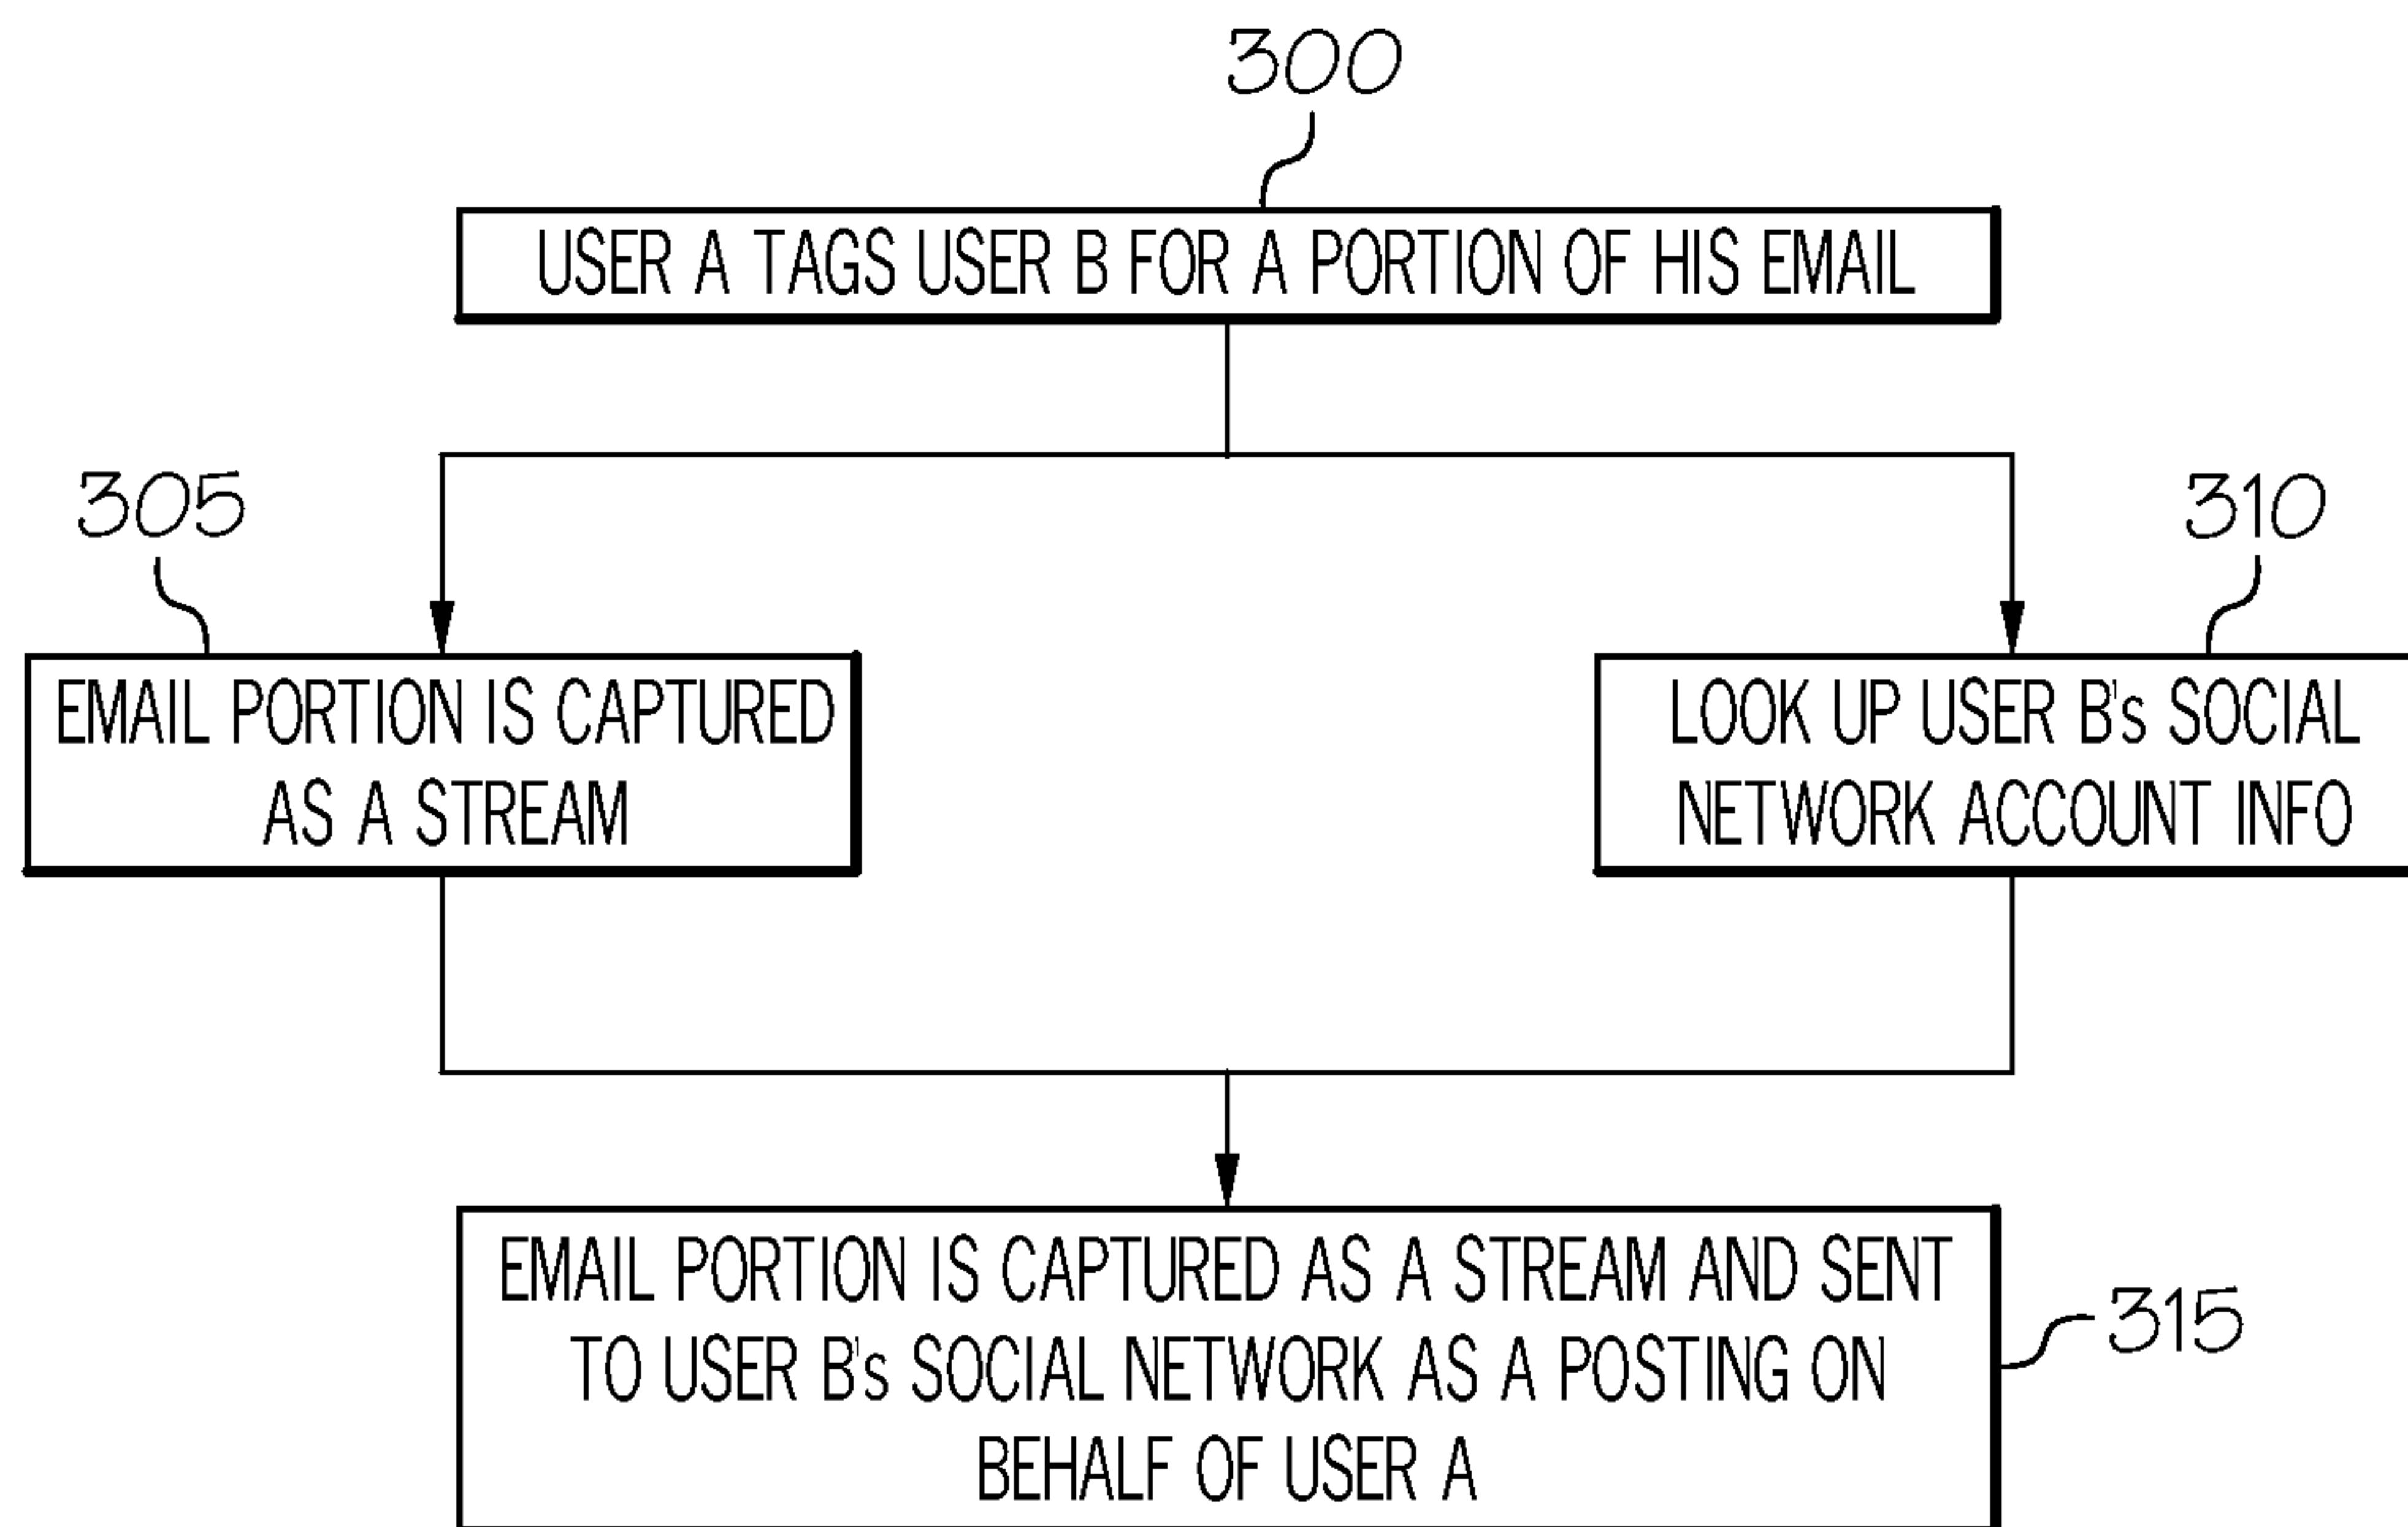 300
USER A TAGS USER B FOR A PORTION OF HIS EMAIL
305
310
EMAIL PORTION IS CAPTURED
AS A STREAM
LOOK UP USER B's SOCIAL
NETWORK ACCOUNT INFO
EMAIL PORTION IS CAPTURED AS A STREAM AND SENT
TO USER B's SOCIAL NETWORK AS A POSTING ON
BEHALF OF USER A
315